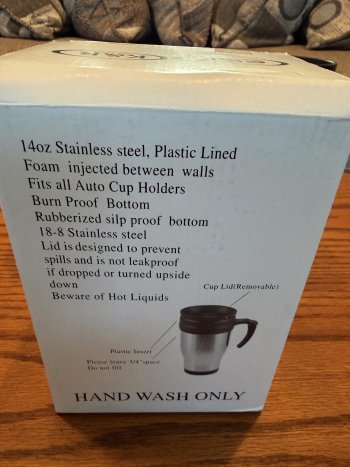 14oz Stainless steel, Plastic Lined
Foam injected between walls
Fits all Auto Cup Holders
Burn Proof Bottom
Rubberized silp proof bottom
18-8 Stainless steel
Lid is designed to prevent
spills and is not leakproof
if dropped or turned upside
down
Beware of Hot Liquids
Cup Lid(Removable)
Plastic Insert
Please leave 3/4"space
Do not fill
HAND WASH ONLY